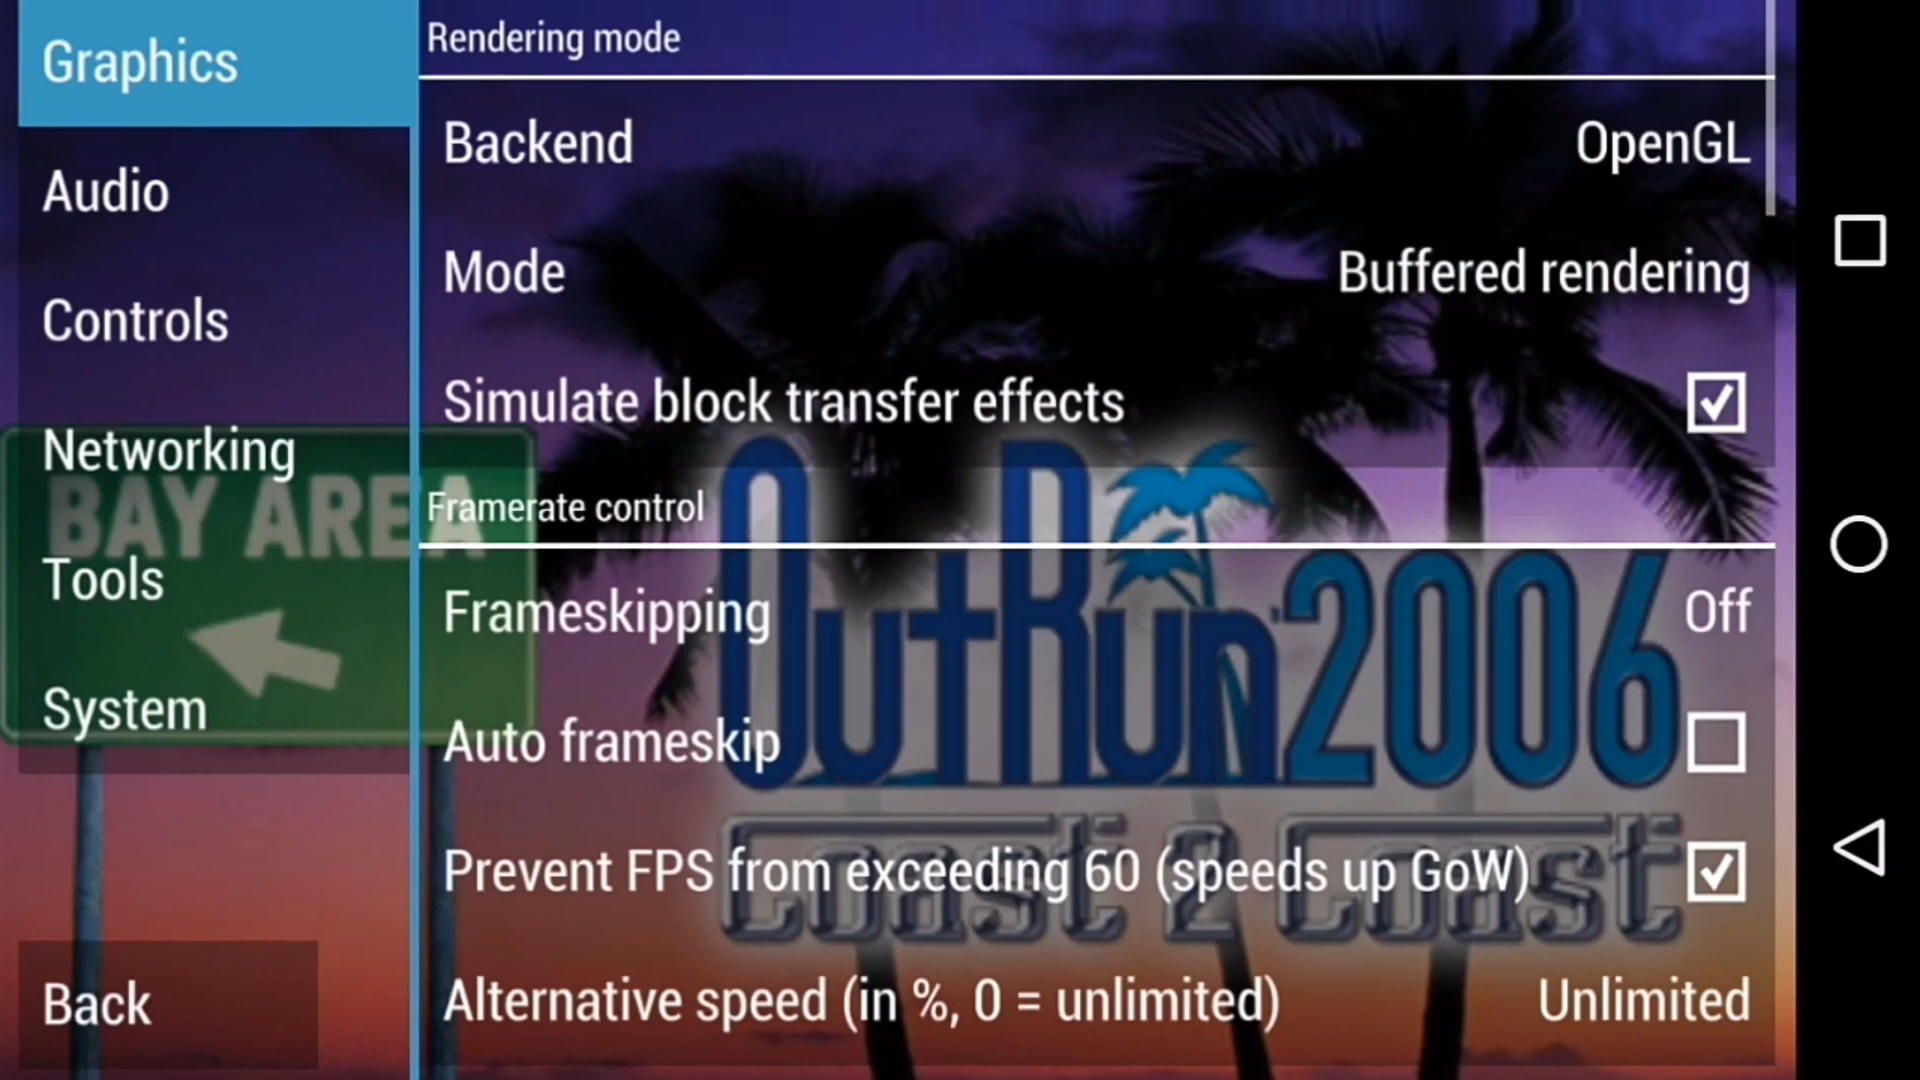 Graphics
Audio
Controls
Networking
Tools
System
Back
Rendering mode
Backend
OpenGL
Mode
Buffered rendering
Simulate block transfer effects
Framerate control
Frameskipping
Off
Auto frameskip
Prevent FPS from exceeding 60 (speeds up GoW)
Alternative speed (in %, 0 = unlimited)
Unlimited
BAY AREA
OutRun 2006
Coast 2 Coast